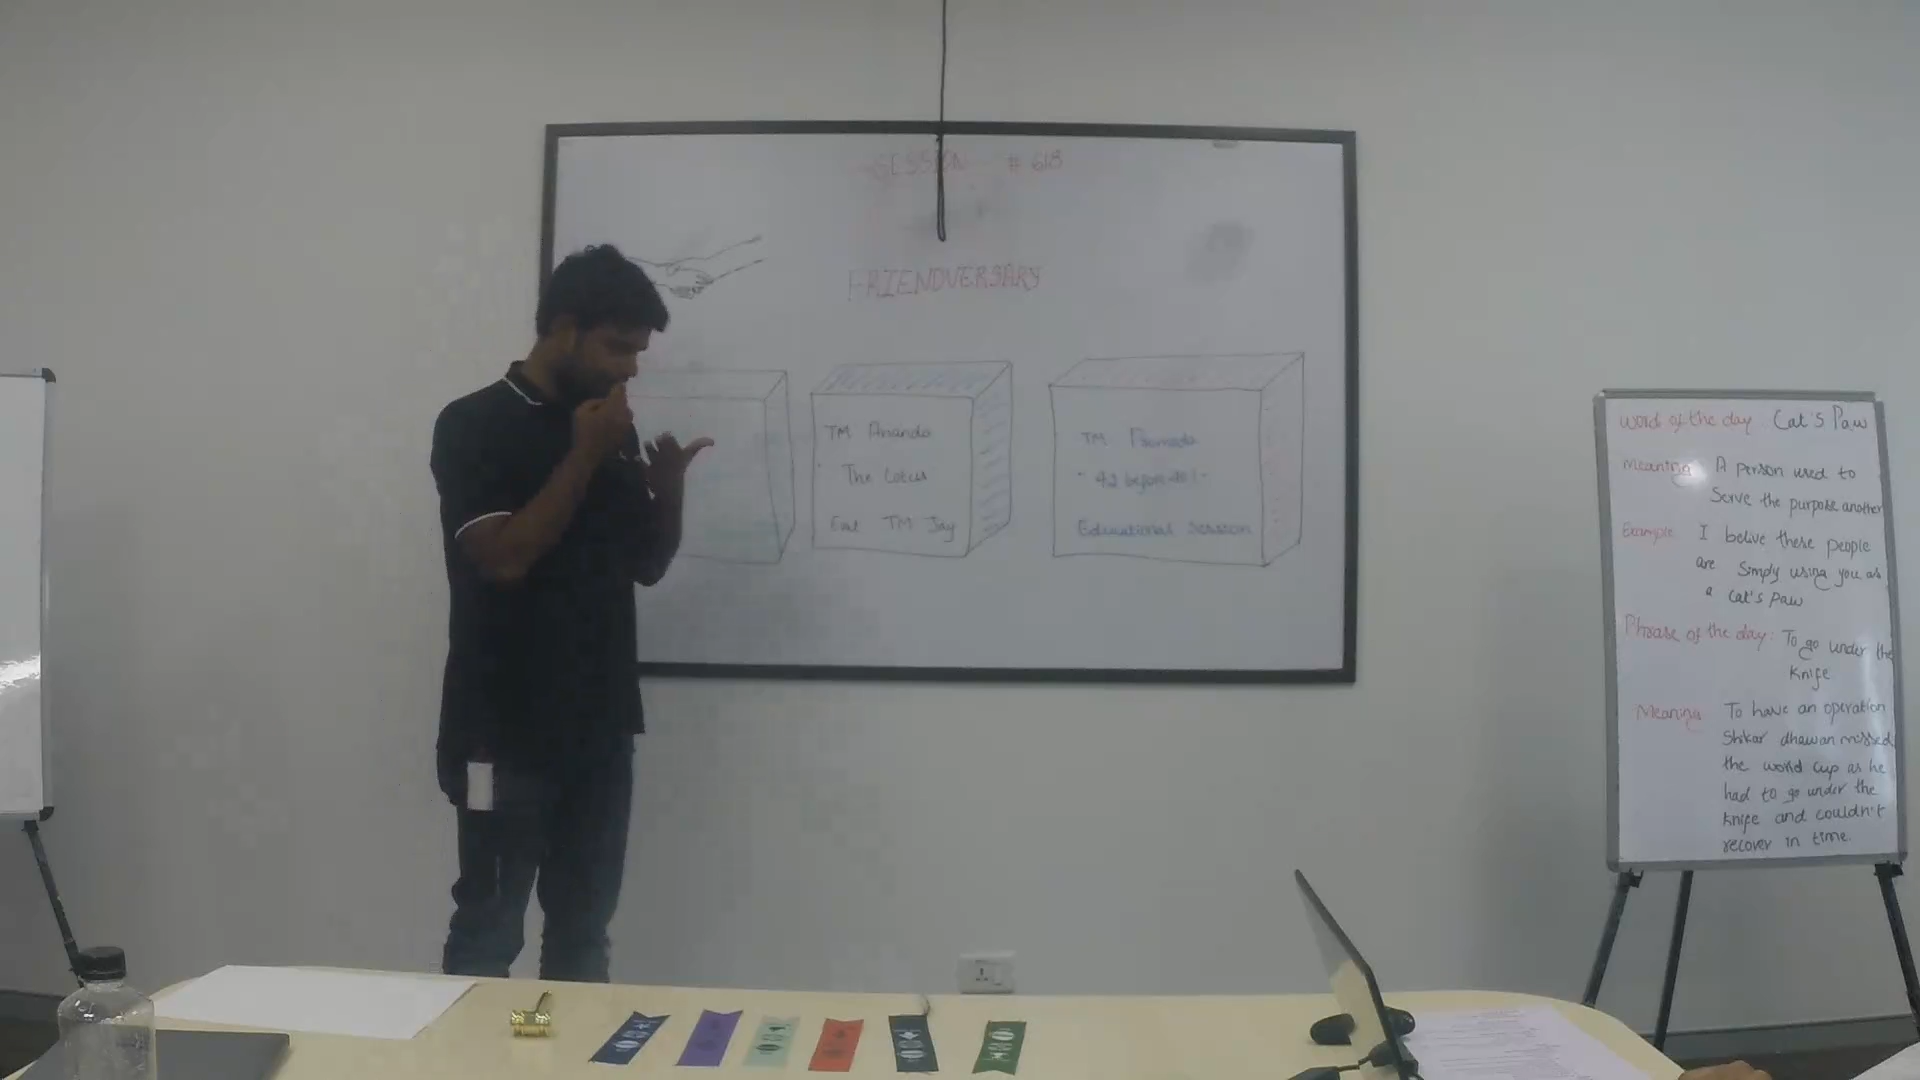 SESSION # 618
FRIENDVERSARY
TM Ananda
The Lotus
Eval TM Jay
TM
Educational Session
Word of the day Cat's Paw
Meaning A person used to
Serve the purpose another
Example I belive these people
are Simply using you as
a Cat's Paw
Phrase of the day: To go under the
Knife
Meaning To have an operation
Shikar dhawan missed
the world cup as he
had to go under the
knife and couldn't
recover in time.